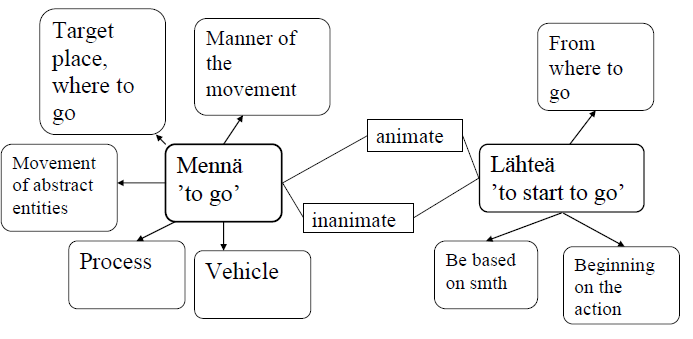 Target
place,
where to
go
Manner of
the
movement
From
where to
go
animate
Movement
of abstract
entities
Mennä
’to go’
Lähteä
’to start to go’
inanimate
Process
Vehicle
Be based
on smth
Beginning
on the
action